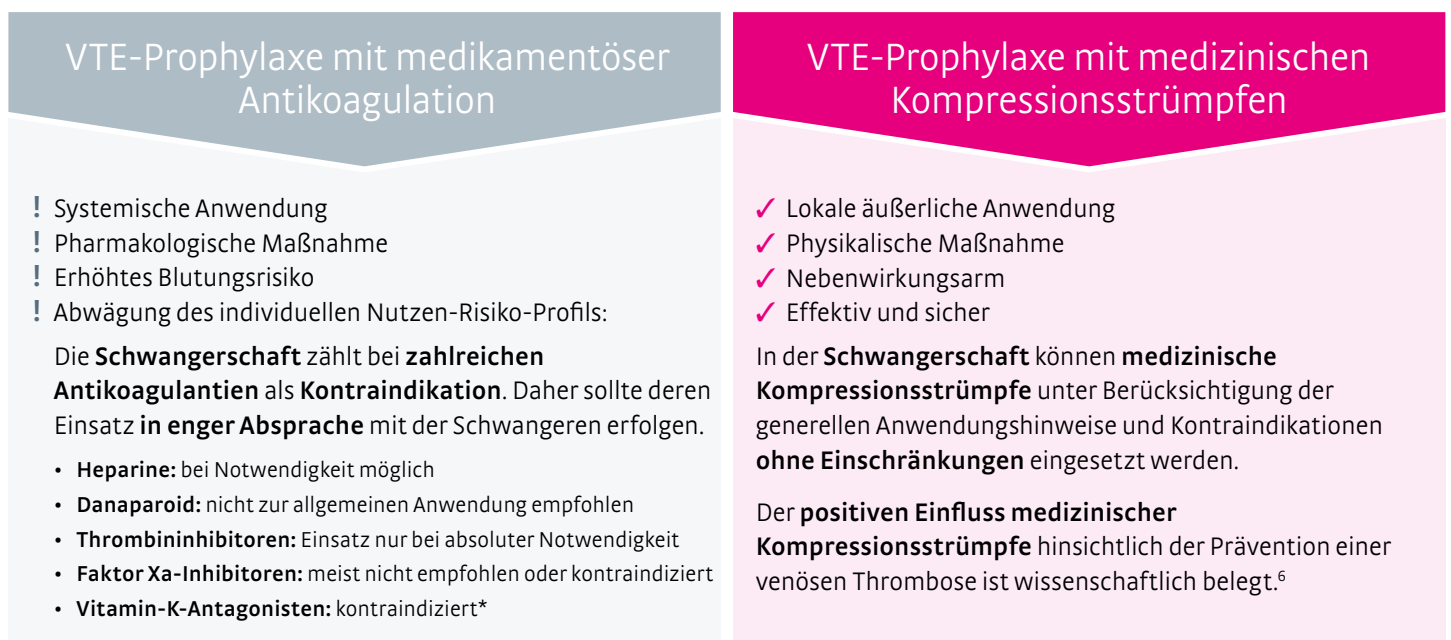 VTE-Prophylaxe mit medikamentöser
Antikoagulation
! Systemische Anwendung
! Pharmakologische Maßnahme
! Erhöhtes Blutungsrisiko
! Abwägung des individuellen Nutzen-Risiko-Profils:
Die Schwangerschaft zählt bei zahlreichen
Antikoagulantien als Kontraindikation. Daher sollte deren
Einsatz in enger Absprache mit der Schwangeren erfolgen.
• Heparine: bei Notwendigkeit möglich
• Danaparoid: nicht zur allgemeinen Anwendung empfohlen
• Thrombininhibitoren: Einsatz nur bei absoluter Notwendigkeit
• Faktor Xa-Inhibitoren: meist nicht empfohlen oder kontraindiziert
• Vitamin-K-Antagonisten: kontraindiziert*
VTE-Prophylaxe mit medizinischen
Kompressionsstrümpfen
✓ Lokale äußerliche Anwendung
✓ Physikalische Maßnahme
✓ Nebenwirkungsarm
✓ Effektiv und sicher
In der Schwangerschaft können medizinische
Kompressionsstrümpfe unter Berücksichtigung der
generellen Anwendungshinweise und Kontraindikationen
ohne Einschränkungen eingesetzt werden.
Der positiven Einfluss medizinischer
Kompressionsstrümpfe hinsichtlich der Prävention einer
venösen Thrombose ist wissenschaftlich belegt.⁶